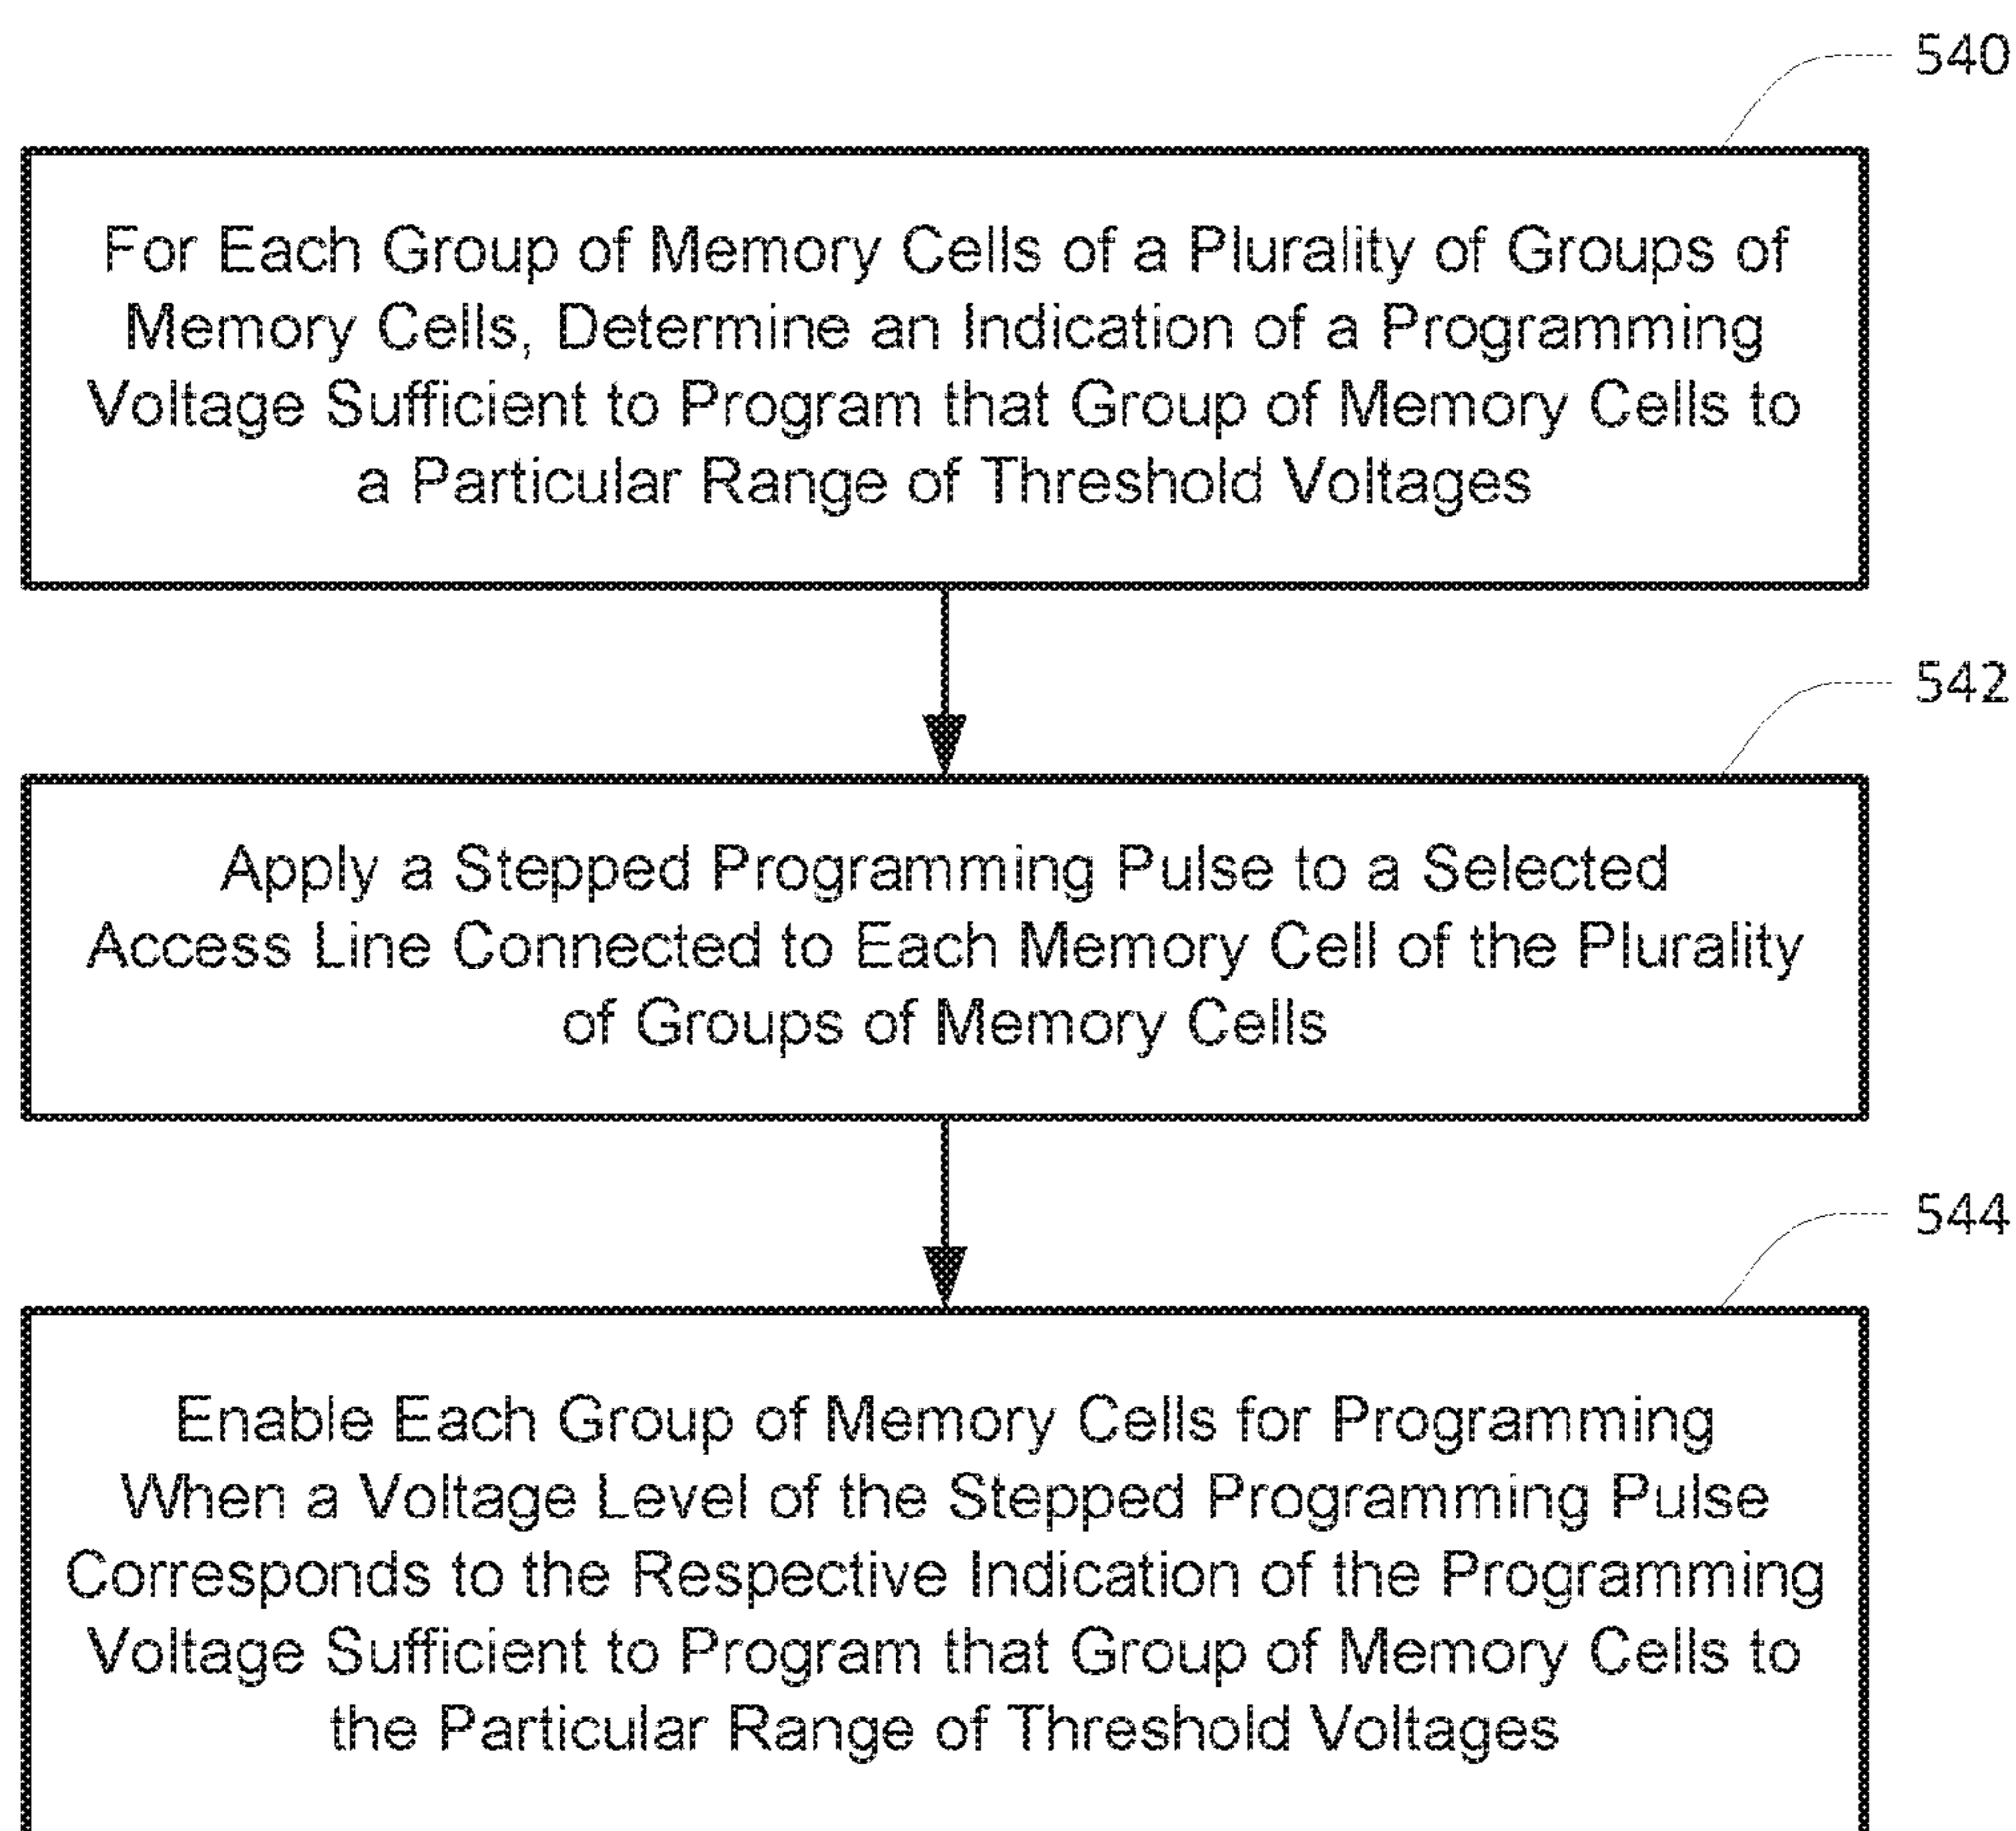 540
For Each Group of Memory Cells of a Plurality of Groups of
Memory Cells, Determine an Indication of a Programming
Voltage Sufficient to Program that Group of Memory Cells to
a Particular Range of Threshold Voltages
542
Apply a Stepped Programming Pulse to a Selected
Access Line Connected to Each Memory Cell of the Plurality
of Groups of Memory Cells
544
Enable Each Group of Memory Cells for Programming
When a Voltage Level of the Stepped Programming Pulse
Corresponds to the Respective Indication of the Programming
Voltage Sufficient to Program that Group of Memory Cells to
the Particular Range of Threshold Voltages